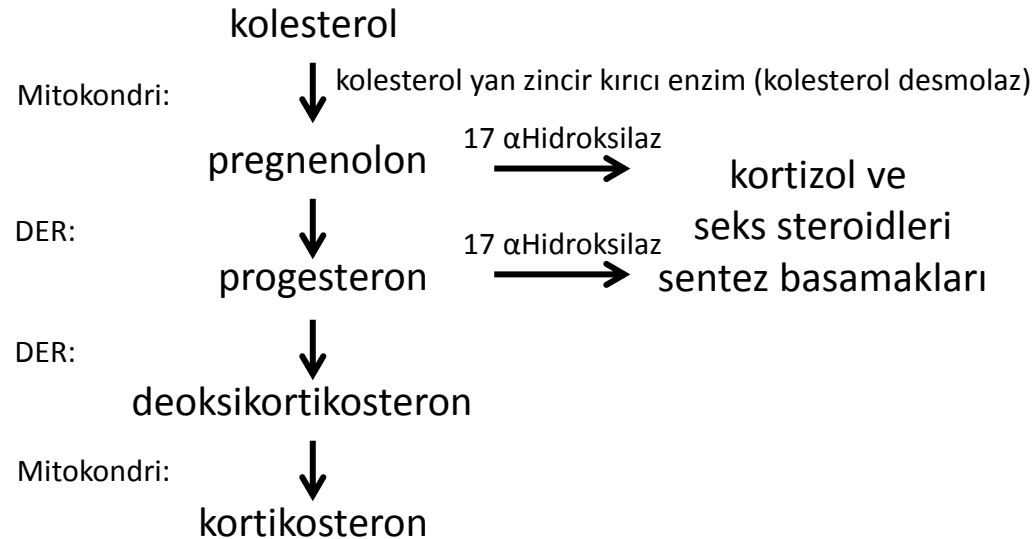 kolesterol
Mitokondri:
kolesterol yan zincir kırıcı enzim (kolesterol desmolaz)
pregnenolon
17 αHidroksilaz
kortizol ve
seks steroidleri
sentez basamakları
DER:
17 αHidroksilaz
progesteron
DER:
deoksikortikosteron
Mitokondri:
kortikosteron